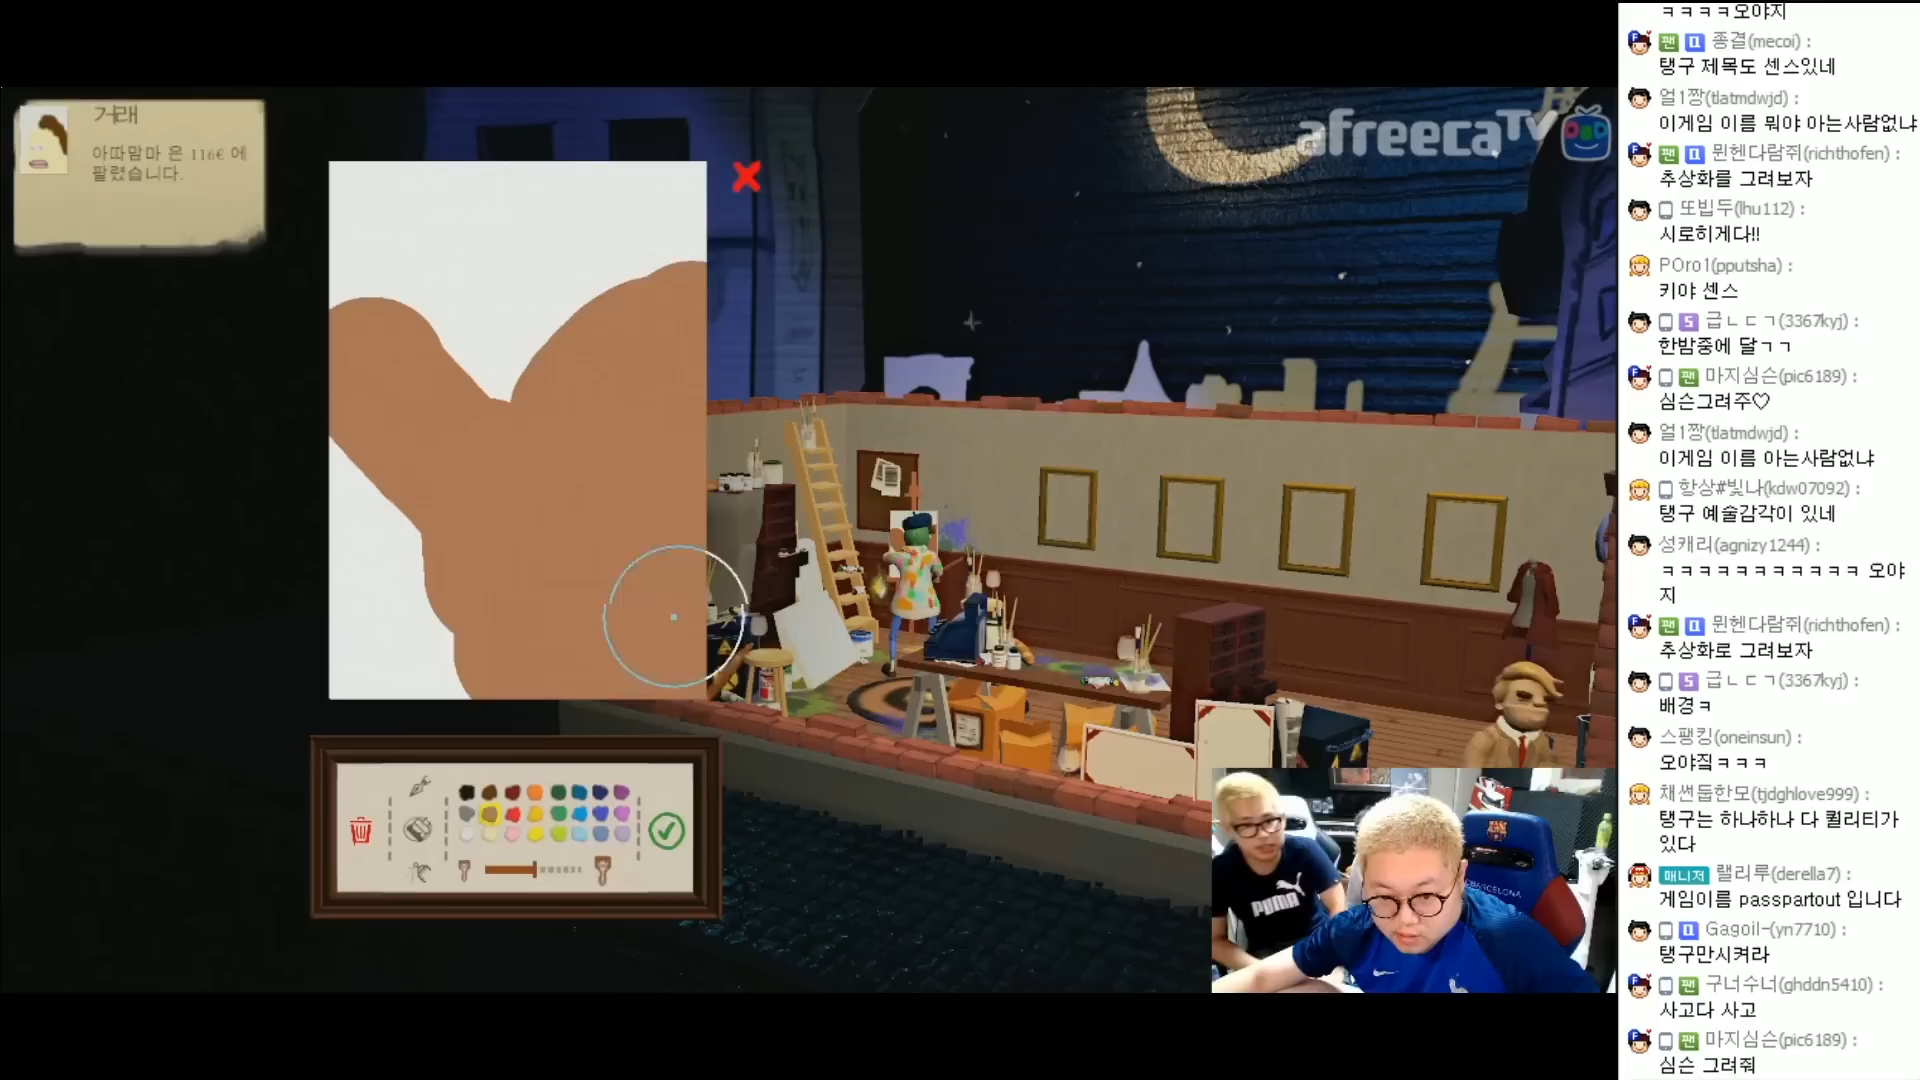 거래
아따맘마 은 116€ 에
팔렸습니다.
afreecaTV
PUMA
BARCELONA
ㅋㅋㅋㅋ오야지
팬 종결(mecoi) :
탱구 제목도 센스있네
얼1짱(tlatmdwjd) :
이게임 이름 뭐야 아는사람없냐
팬 뮌헨다람쥐(richthofen) :
추상화를 그려보자
또빕두(lhu112) :
시로히게다!!
POro1(pputsha) :
키야 센스
S 급ㄴㄷㄱ(3367kyj) :
한밤중에 달ㄱㄱ
팬 마지심슨(pic6189) :
심슨그려주♡
얼1짱(tlatmdwjd) :
이게임 이름 아는사람없냐
항상#빛나(kdw07092) :
탱구 예술감각이 있네
성캐리(agnizy1244) :
ㅋㅋㅋㅋㅋㅋㅋㅋㅋㅋㅋ 오야
지
팬 뮌헨다람쥐(richthofen) :
추상화로 그려보자
S 급ㄴㄷㄱ(3367kyj) :
배경ㅋ
스팽킹(oneinsun) :
오야짘ㅋㅋㅋ
채썬둡한모(tjdghlove999) :
탱구는 하나하나 다 퀄리티가
있다
매니저 랠리루(derella7) :
게임이름 passpartout 입니다
Gagoil-(yn7710) :
탱구만시켜라
팬 구너수너(ghddn5410) :
사고다 사고
팬 마지심슨(pic6189) :
심슨 그려줘